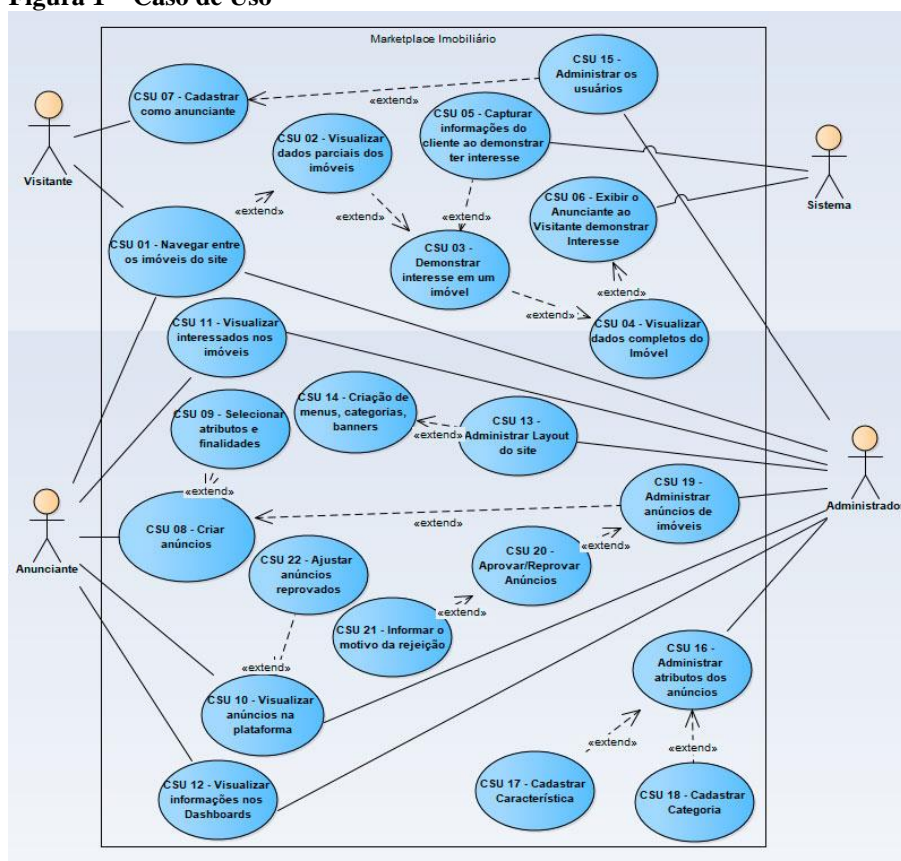 Figura 1 – Caso de Uso
Marketplace Imobiliário
CSU 15 -
Administrar os
usuários
CSU 07 - Cadastrar
como anunciante
«extend»
CSU 02 - Visualizar
dados parciais dos
imóveis
CSU 05 - Capturar
informações do
cliente ao demonstrar
ter interesse
Visitante
Sistema
«extend»
«extend»
«extend»
CSU 06 - Exibir o
Anunciante ao
Visitante demonstrar
Interesse
CSU 01 - Navegar entre
os imóveis do site
CSU 03 -
Demonstrar
interesse em um
imóvel
«extend»
«extend»
CSU 04 - Visualizar
dados completos do
Imóvel
CSU 11 - Visualizar
interessados nos
imóveis
CSU 14 - Criação de
menus, categorias,
banners
CSU 09 - Selecionar
atributos e
finalidades
«extend»
CSU 13 -
Administrar Layout
do site
«extend»
CSU 19 -
Administrar
anúncios de
imóveis
Administrador
CSU 08 - Criar
anúncios
«extend»
«extend»
Anunciante
CSU 22 - Ajustar
anúncios
reprovados
CSU 20 -
Aprovar/Reprovar
Anúncios
«extend»
CSU 21 - Informar o
motivo da rejeição
«extend»
CSU 16 -
Administrar
atributos dos
anúncios
CSU 10 - Visualizar
anúncios na
plataforma
«extend»
«extend»
CSU 12 - Visualizar
informações nos
Dashboards
CSU 17 - Cadastrar
Característica
CSU 18 - Cadastrar
Categoria